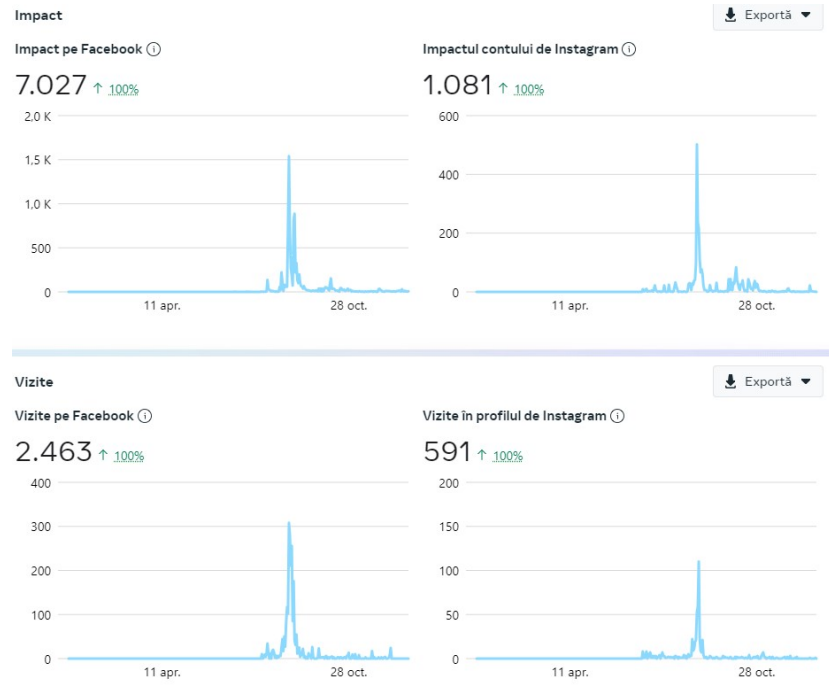 Impact
Exportă
Impact pe Facebook
Impactul contului de Instagram
7.027 ↑ 100%
1.081 ↑ 100%
2,0 K
1,5 K
1,0 K
500
0
11 apr.
28 oct.
600
400
200
0
11 apr.
28 oct.
Vizite
Exportă
Vizite pe Facebook
Vizite în profilul de Instagram
2.463 ↑ 100%
591 ↑ 100%
400
300
200
100
0
11 apr.
28 oct.
200
150
100
50
0
11 apr.
28 oct.